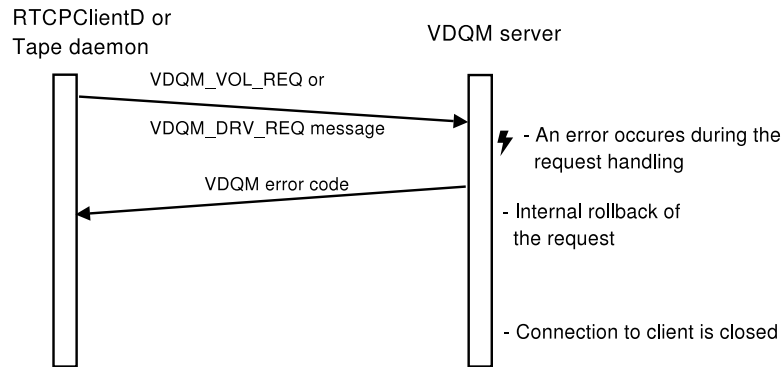 RTCPClientD or
Tape daemon
VDQM server
VDQM_VOL_REQ or
VDQM_DRV_REQ message
- An error occures during the
request handling
VDQM error code
- Internal rollback of
the request
- Connection to client is closed